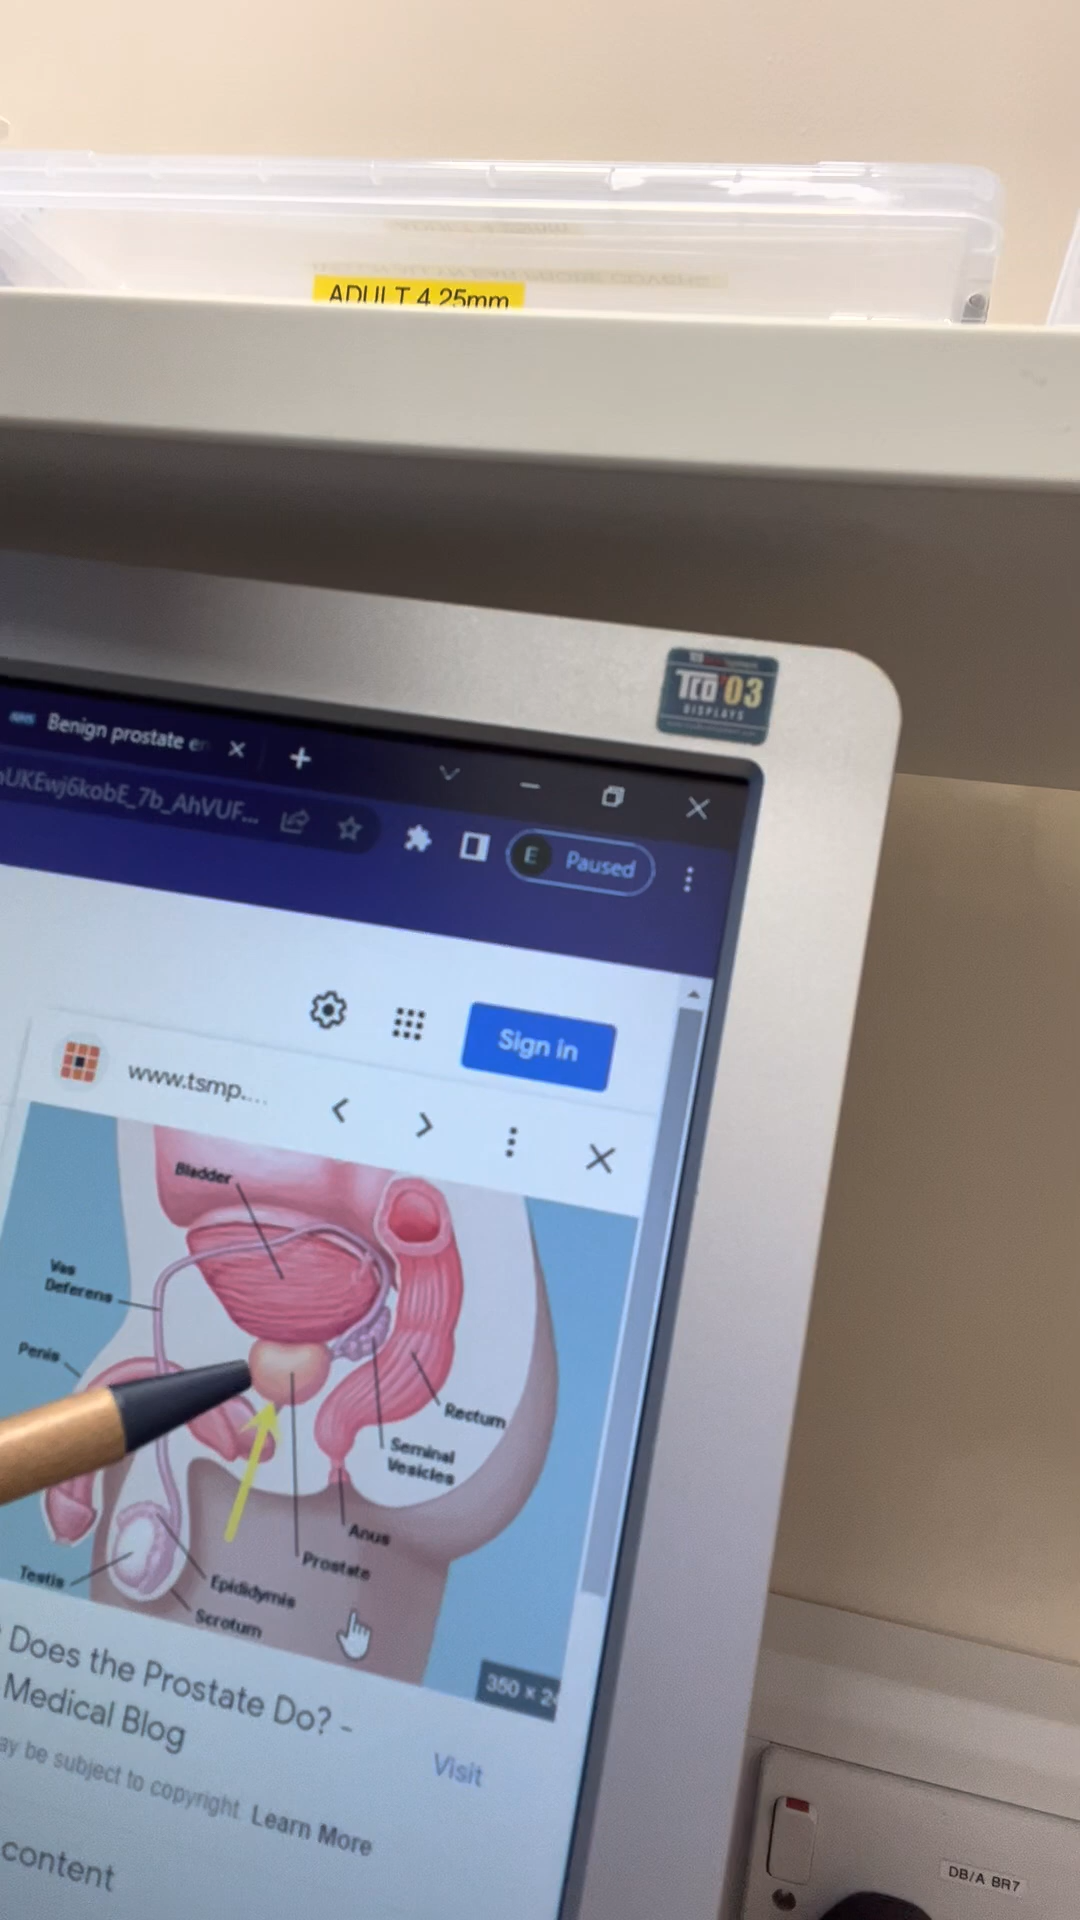 ADULT 4.25mm
TCO'03
DISPLAYS
Benign prostate en
UKEwj6kobE_7b_AhVUF...
E Paused
Sign in
www.tsmp....
Bladder
Vas
Deferens
Penis
Rectum
Seminal
Vesicles
Anus
Prostate
Epididymis
Testis
Scrotum
350 × 2
Does the Prostate Do? -
Medical Blog
Visit
ay be subject to copyright. Learn More
content
DB/A BR7